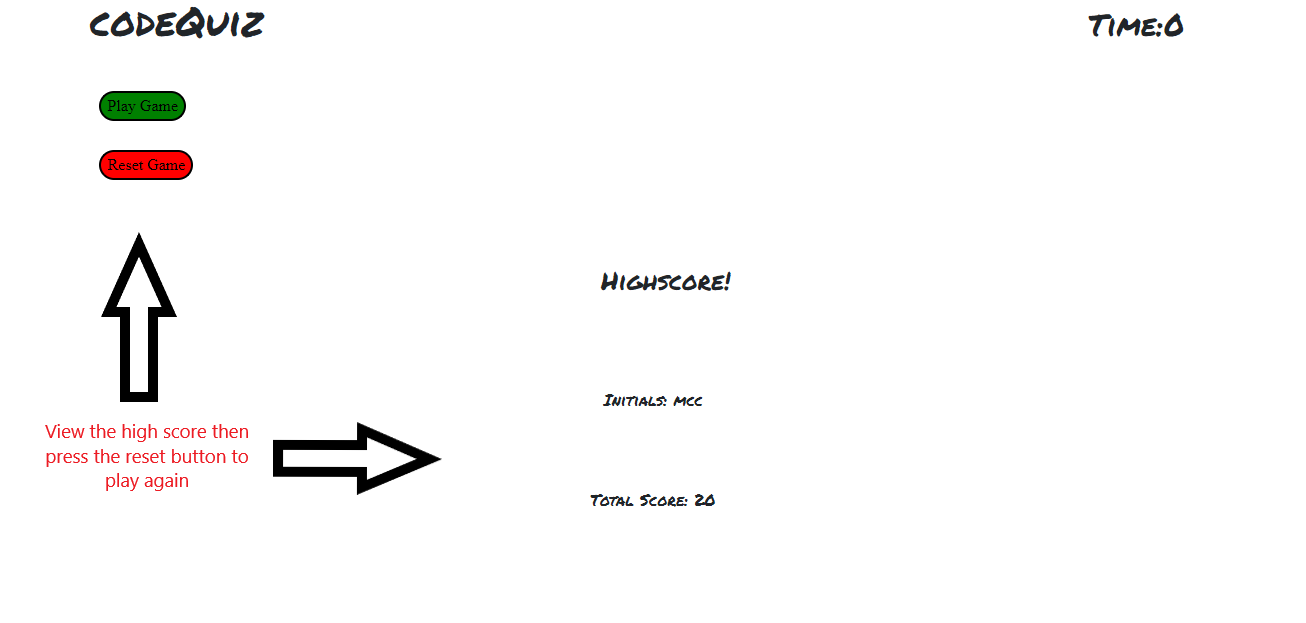 codeQuiz
Time:0
Play Game
Reset Game
Highscore!
Initials: mcc
View the high score then
press the reset button to
play again
Total Score: 20